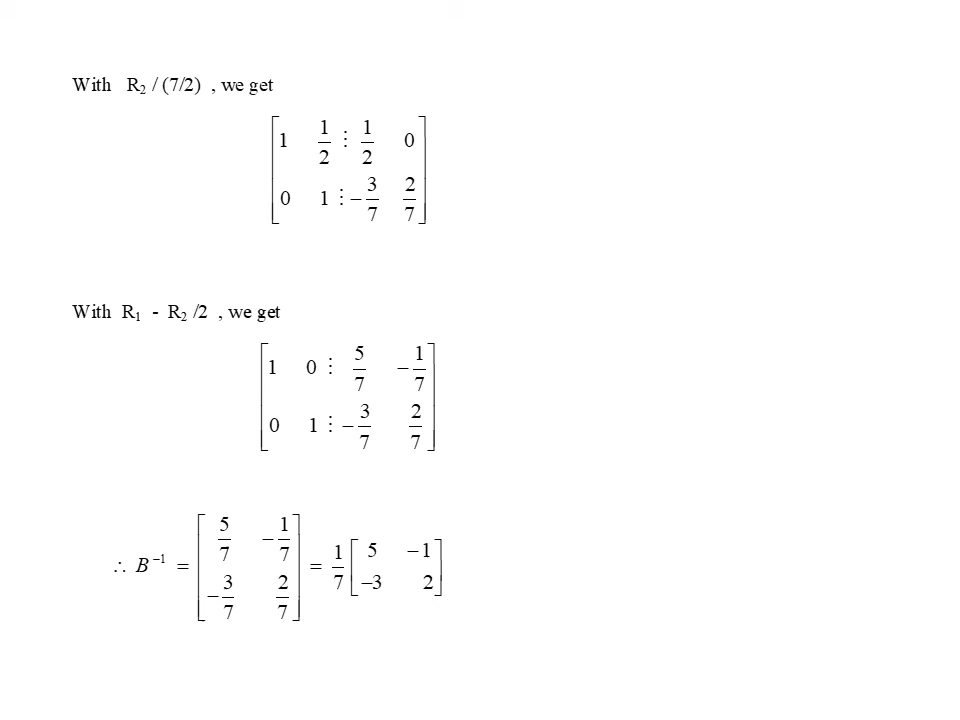 With R₂ / (7/2) , we get
[ 1 1/2 ⋮ 1/2 0 ]
[ 0 1 ⋮ −3/7 2/7 ]
With R₁ - R₂ /2 , we get
[ 1 0 ⋮ 5/7 −1/7 ]
[ 0 1 ⋮ −3/7 2/7 ]
∴ B⁻¹ = [ 5/7 −1/7 ; −3/7 2/7 ] = 1/7 [ 5 −1 ; −3 2 ]